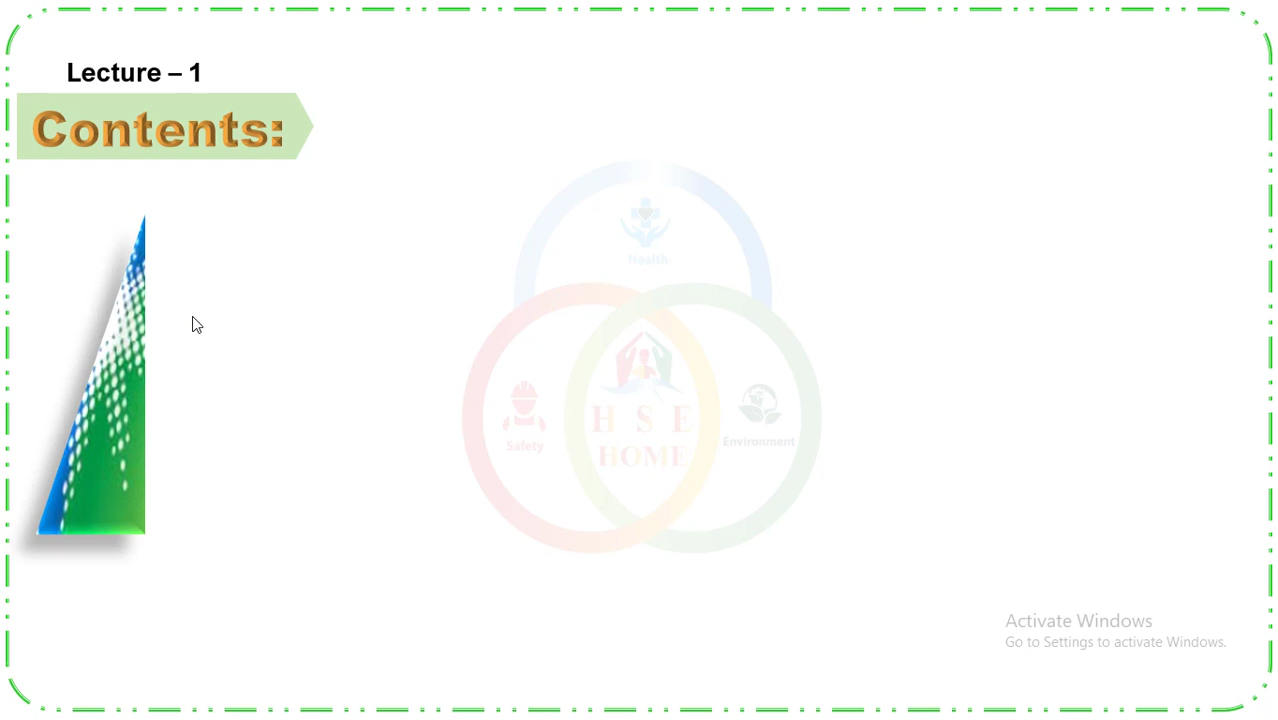 Lecture – 1
Contents:
Health
H S E
HOME
Safety
Environment
Activate Windows
Go to Settings to activate Windows.